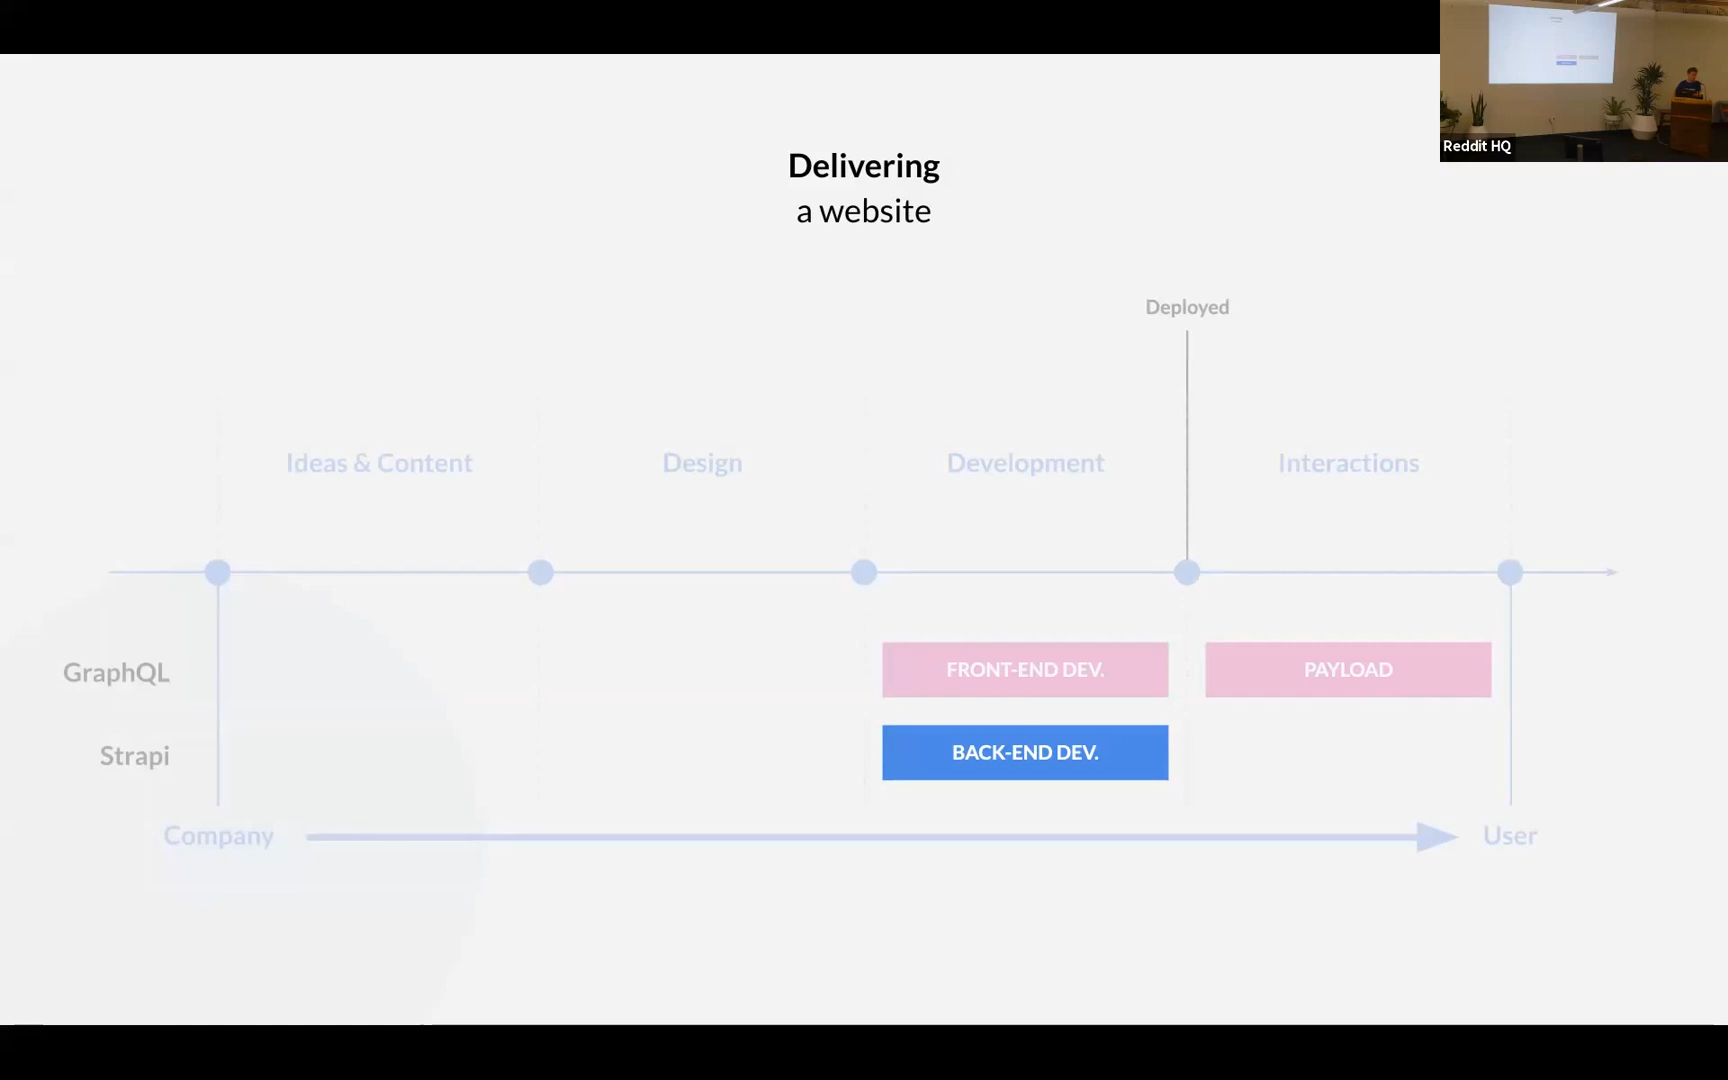 Reddit HQ
Delivering
a website
Deployed
Ideas & Content
Design
Development
Interactions
GraphQL
FRONT-END DEV.
PAYLOAD
Strapi
BACK-END DEV.
Company
User